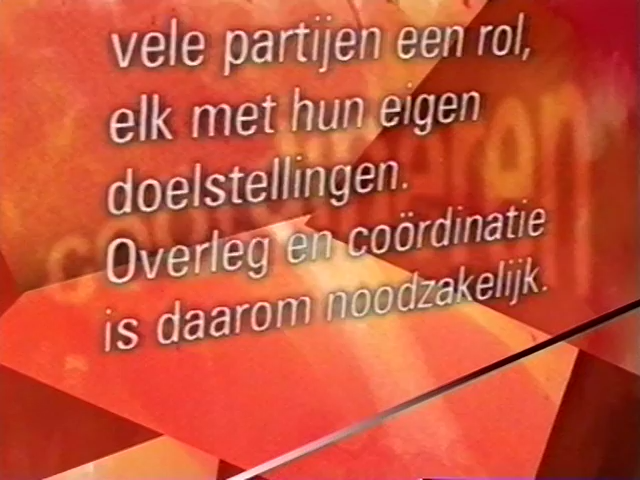 vele partijen een rol,
elk met hun eigen
doelstellingen.
Overleg en coördinatie
is daarom noodzakelijk.